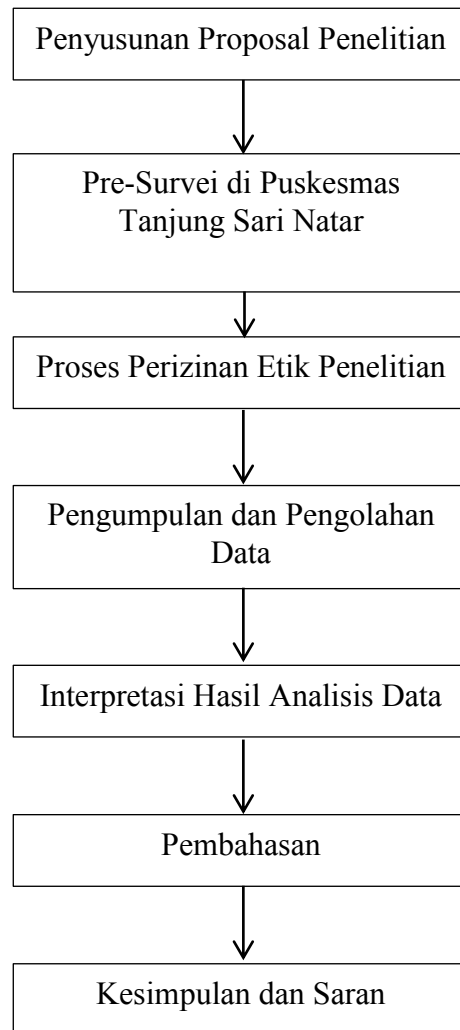 Penyusunan Proposal Penelitian
Pre-Survei di Puskesmas
Tanjung Sari Natar
Proses Perizinan Etik Penelitian
Pengumpulan dan Pengolahan
Data
Interpretasi Hasil Analisis Data
Pembahasan
Kesimpulan dan Saran